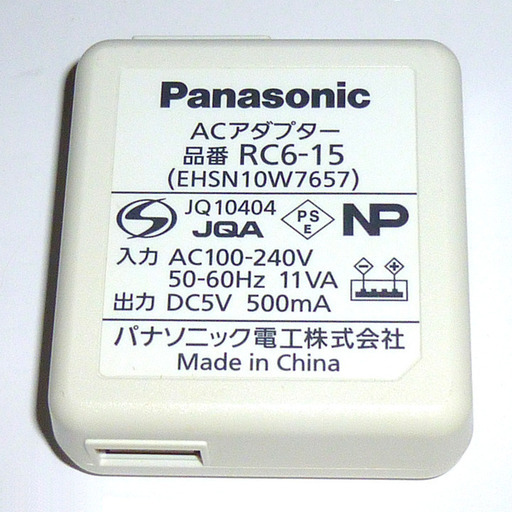 Panasonic
ACアダプター
品番 RC6-15
(EHSN10W7657)
JQ10404
JQA
PS
E
NP
入力 AC100-240V
50-60Hz 11VA
出力 DC5V 500mA
パナソニック電工株式会社
Made in China